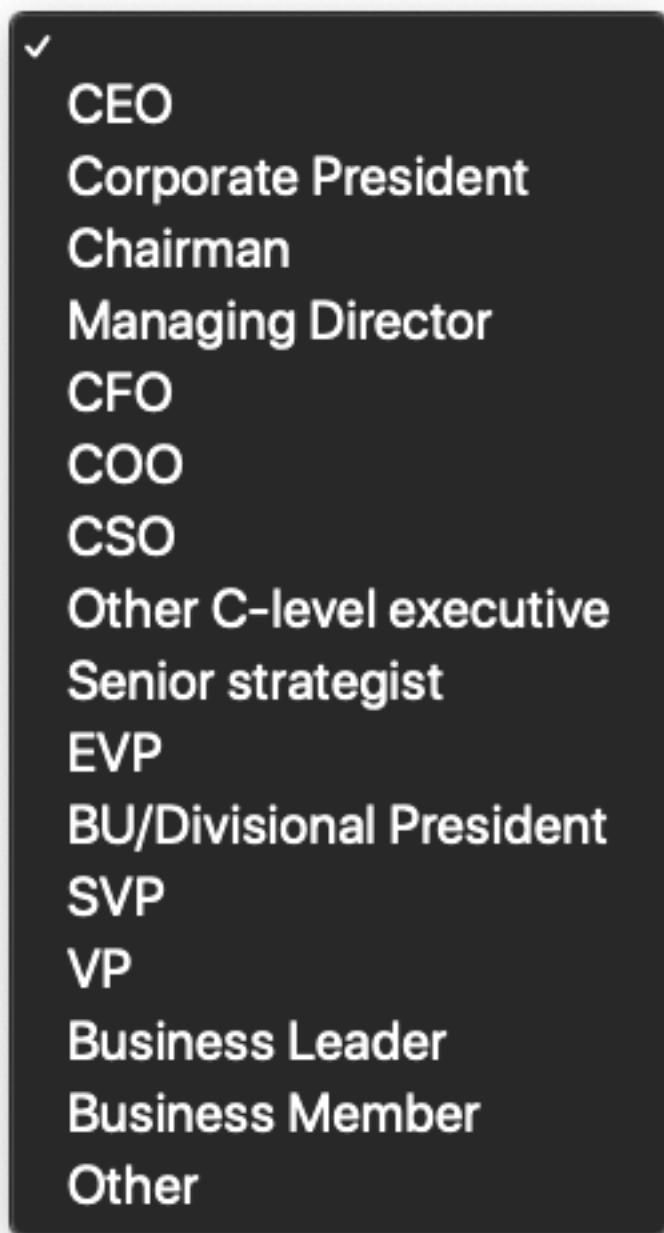 CEO
Corporate President
Chairman
Managing Director
CFO
COO
CSO
Other C-level executive
Senior strategist
EVP
BU/Divisional President
SVP
VP
Business Leader
Business Member
Other